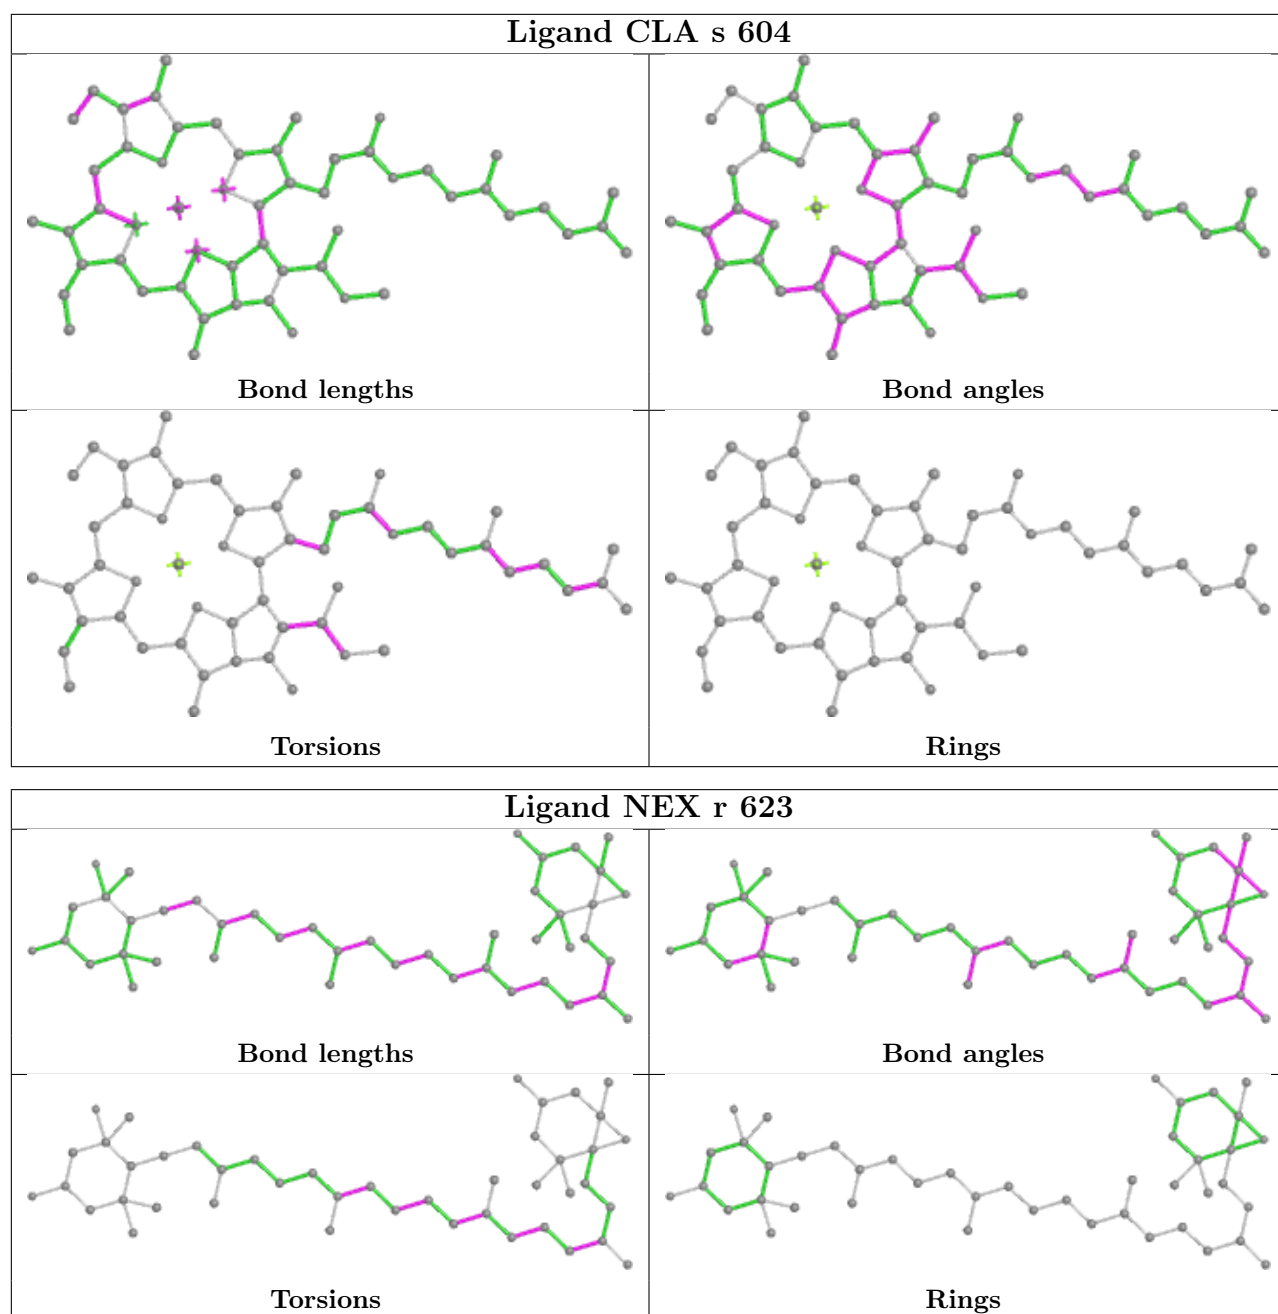 Ligand CLA s 604
Bond lengths
Bond angles
Torsions
Rings
Ligand NEX r 623
Bond lengths
Bond angles
Torsions
Rings